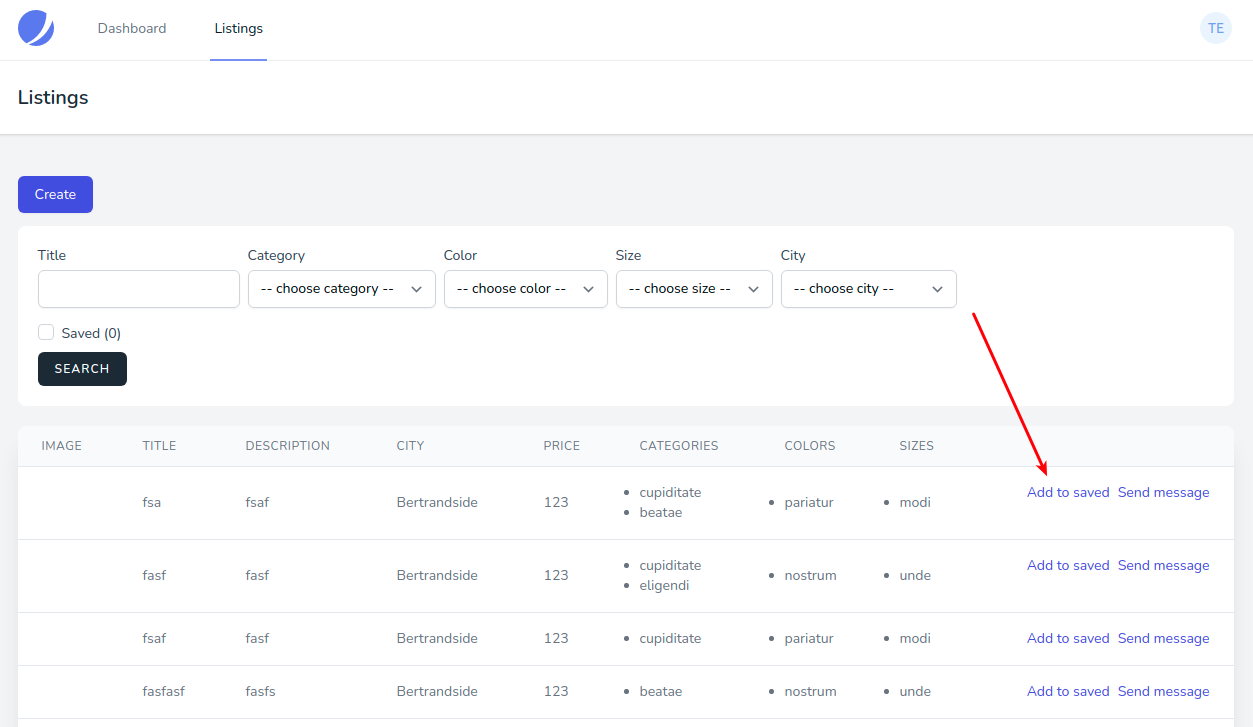 Dashboard Listings TE
Listings
Create
Title Category Color Size City
-- choose category -- -- choose color -- -- choose size -- -- choose city --
Saved (0)
SEARCH
IMAGE TITLE DESCRIPTION CITY PRICE CATEGORIES COLORS SIZES
fsa fsaf Bertrandside 123 cupiditate pariatur modi Add to saved Send message
beatae
fasf fasf Bertrandside 123 cupiditate nostrum unde Add to saved Send message
eligendi
fsaf fasf Bertrandside 123 cupiditate pariatur modi Add to saved Send message
fasfasf fasfs Bertrandside 123 beatae nostrum unde Add to saved Send message